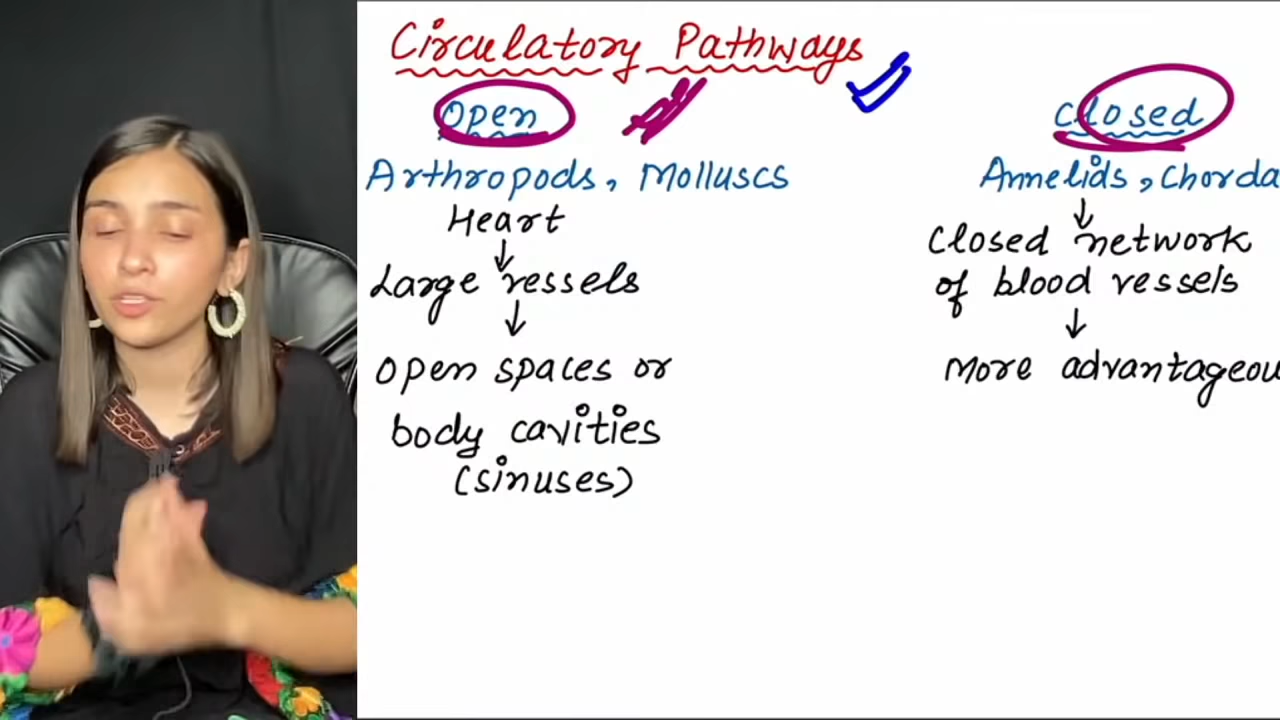 Circulatory Pathways
Open
Arthropods, Molluscs
Heart
Large vessels
Open spaces or
body cavities
(sinuses)
Closed
Annelids, Chorda
Closed network
of blood vessels
More advantageou